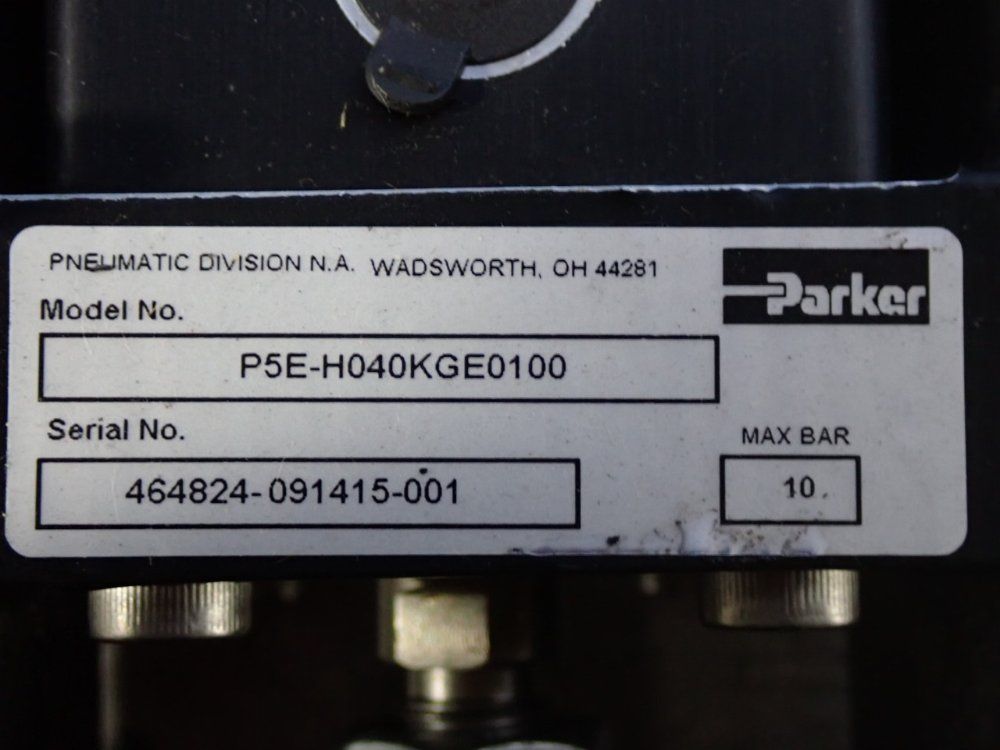 PNEUMATIC DIVISION N.A. WADSWORTH, OH 44281
Parker
Model No.
P5E-H040KGE0100
Serial No.
464824-091415-001
MAX BAR
10